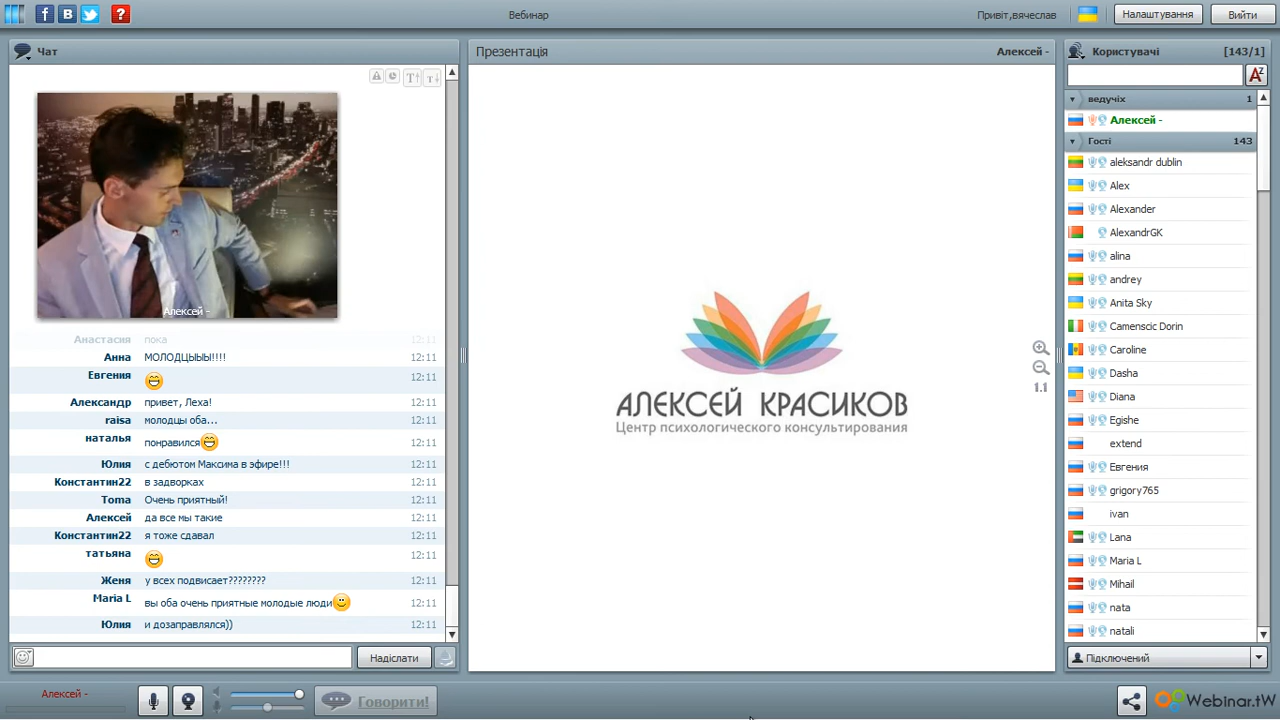 Вебинар
Привіт,вячеслав
Налаштування
Вийти
Чат
Алексей -
Анастасия пока 12:11
Анна МОЛОДЦЫЫЫ!!!! 12:11
Евгения 12:11
Александр привет, Леха! 12:11
raisa молодцы оба... 12:11
наталья понравился 12:11
Юлия с дебютом Максима в эфире!!! 12:11
Константин22 в задворках 12:11
Toma Очень приятный! 12:11
Алексей да все мы такие 12:11
Константин22 я тоже сдавал 12:11
татьяна 12:11
Женя у всех подвисает???????? 12:11
Maria L вы оба очень приятные молодые люди 12:11
Юлия и дозаправлялся)) 12:11
Надіслати
Презентація Алексей -
АЛЕКСЕЙ КРАСИКОВ
Центр психологического консультирования
1.1
Користувачі [143/1]
ведучіх 1
Алексей -
Гості 143
aleksandr dublin
Alex
Alexander
AlexandrGK
alina
andrey
Anita Sky
Camenscic Dorin
Caroline
Dasha
Diana
Egishe
extend
Евгения
grigory765
ivan
Lana
Maria L
Mihail
nata
natali
Підключений
Алексей -
Говорити!
Webinar.tW